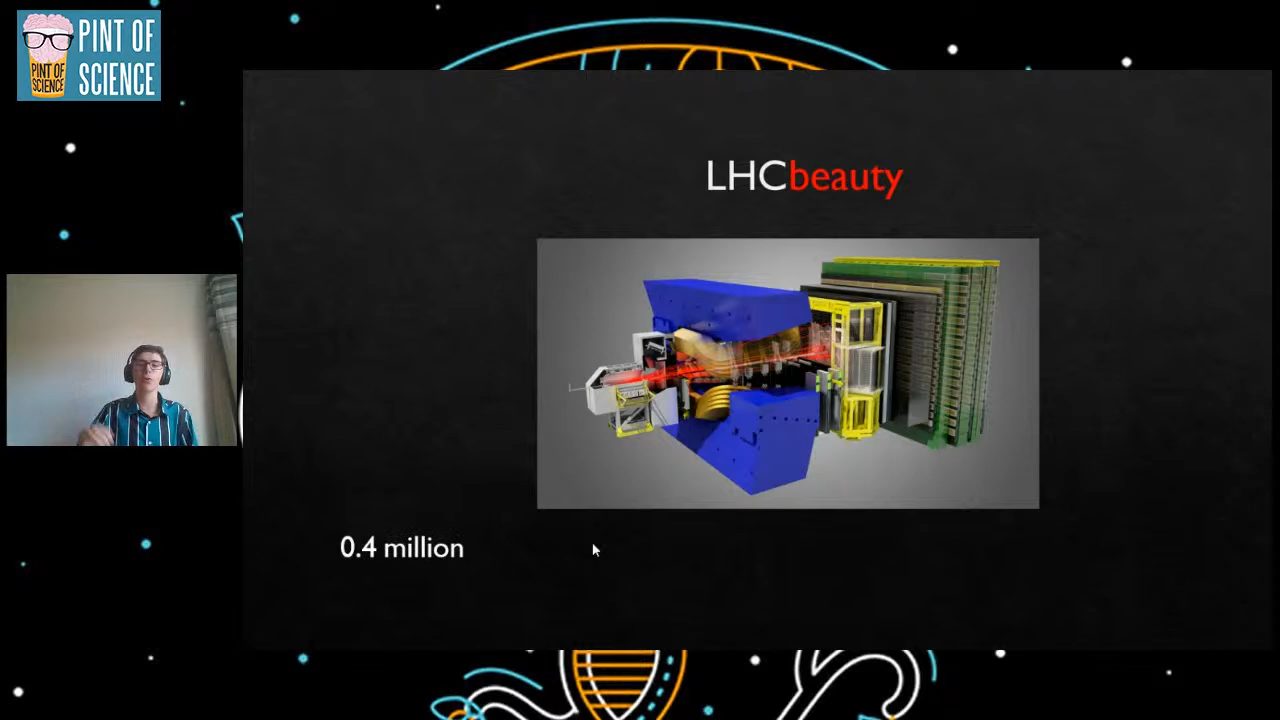 PINT OF
SCIENCE
PINT OF
SCIENCE
LHCbeauty
0.4 million